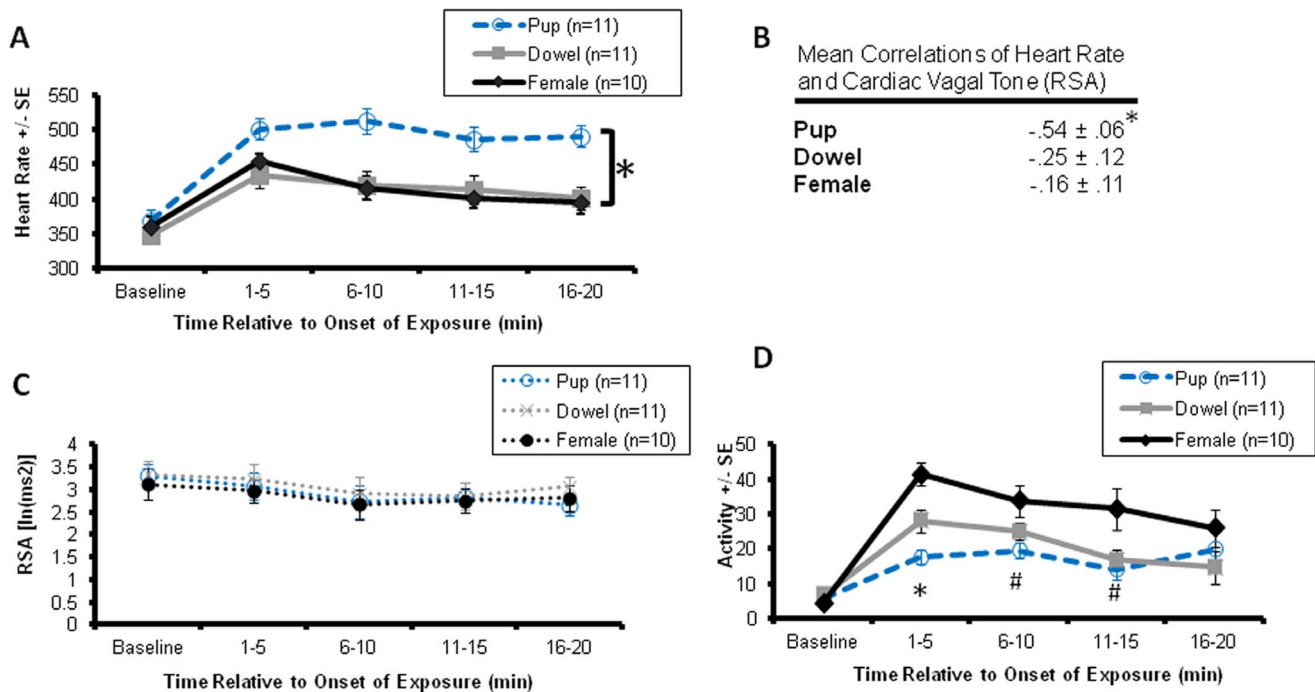 A
Pup (n=11)
Dowel (n=11)
Female (n=10)
Heart Rate +/- SE
550
500
450
400
350
300
*
Baseline 1-5 6-10 11-15 16-20
Time Relative to Onset of Exposure (min)
B
Mean Correlations of Heart Rate
and Cardiac Vagal Tone (RSA)
Pup -.54 ± .06*
Dowel -.25 ± .12
Female -.16 ± .11
C
Pup (n=11)
Dowel (n=11)
Female (n=10)
RSA [ln(ms2)]
4
3.5
3
2.5
2
1.5
1
0.5
0
Baseline 1-5 6-10 11-15 16-20
Time Relative to Onset of Exposure (min)
D
Pup (n=11)
Dowel (n=11)
Female (n=10)
Activity +/- SE
50
40
30
20
10
0
* # #
Baseline 1-5 6-10 11-15 16-20
Time Relative to Onset of Exposure (min)